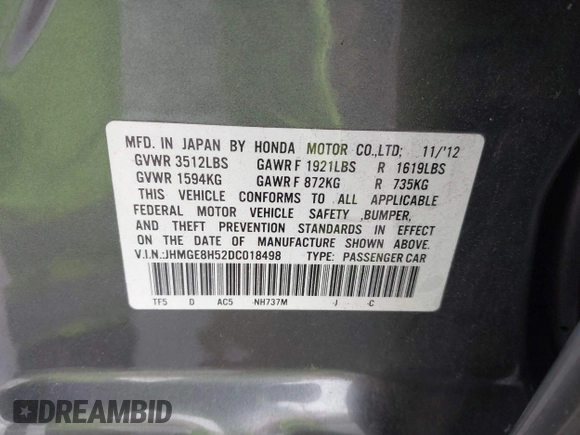 MFD. IN JAPAN BY HONDA MOTOR CO.,LTD; 11/'12
GVWR 3512LBS GAWR F 1921LBS R 1619LBS
GVWR 1594KG GAWR F 872KG R 735KG
THIS VEHICLE CONFORMS TO ALL APPLICABLE
FEDERAL MOTOR VEHICLE SAFETY ,BUMPER,
AND THEFT PREVENTION STANDARDS IN EFFECT
ON THE DATE OF MANUFACTURE SHOWN ABOVE.
V.I.N.:JHMGE8H52DC018498 TYPE: PASSENGER CAR
TF5 D AC5 -NH737M -J -C
DREAMBID